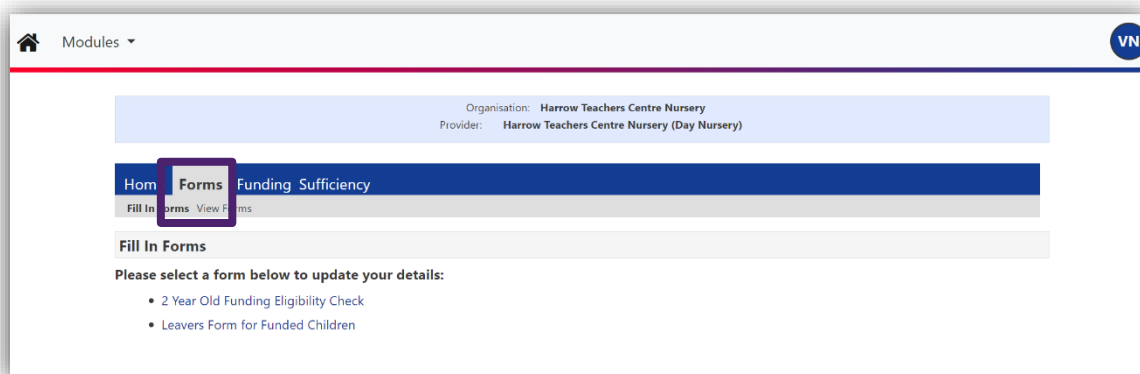 Modules
VN
Organisation: Harrow Teachers Centre Nursery
Provider: Harrow Teachers Centre Nursery (Day Nursery)
Hom Forms Funding Sufficiency
Fill In Forms View Forms
Fill In Forms
Please select a form below to update your details:
2 Year Old Funding Eligibility Check
Leavers Form for Funded Children